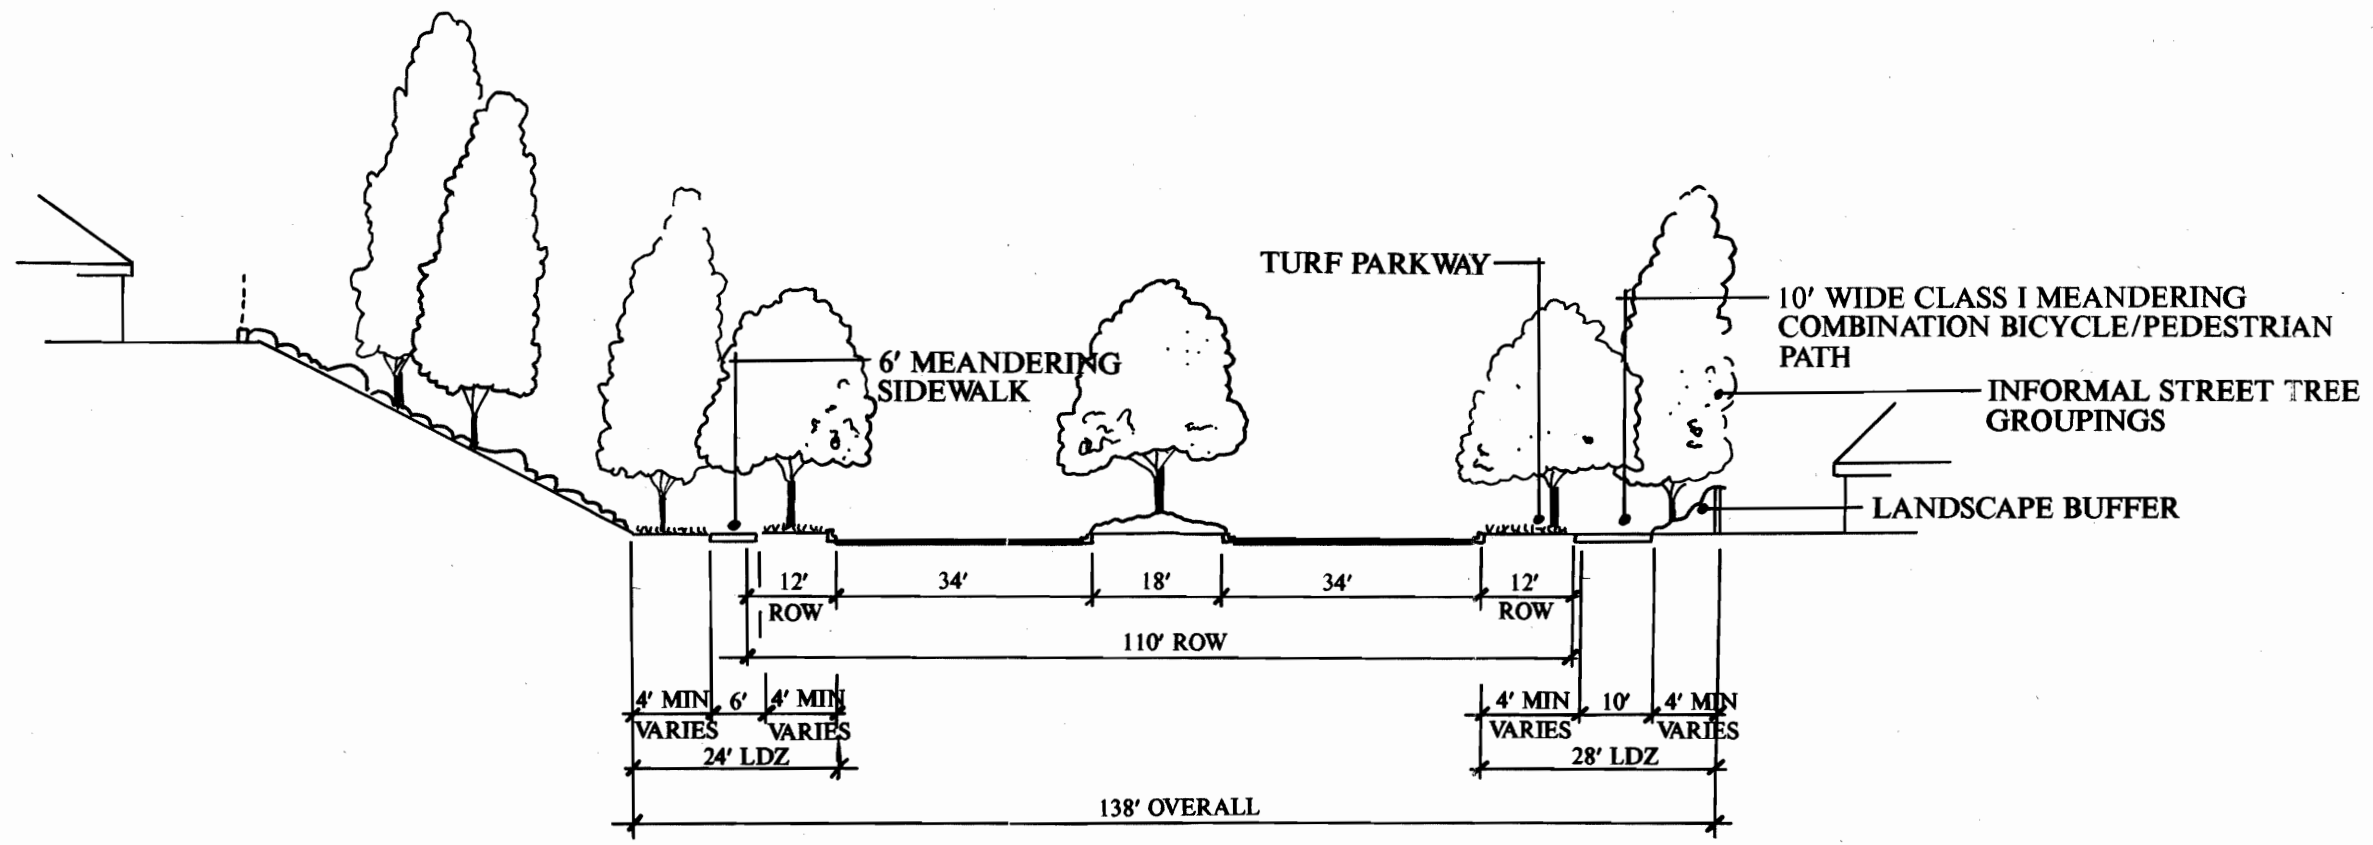 TURF PARKWAY
10' WIDE CLASS I MEANDERING
COMBINATION BICYCLE/PEDESTRIAN
PATH
6' MEANDERING
SIDEWALK
INFORMAL STREET TREE
GROUPINGS
LANDSCAPE BUFFER
12' 34' 18' 34' 12'
ROW ROW
110' ROW
4' MIN 6' 4' MIN 4' MIN 10' 4' MIN
VARIES VARIES VARIES VARIES
24' LDZ 28' LDZ
138' OVERALL